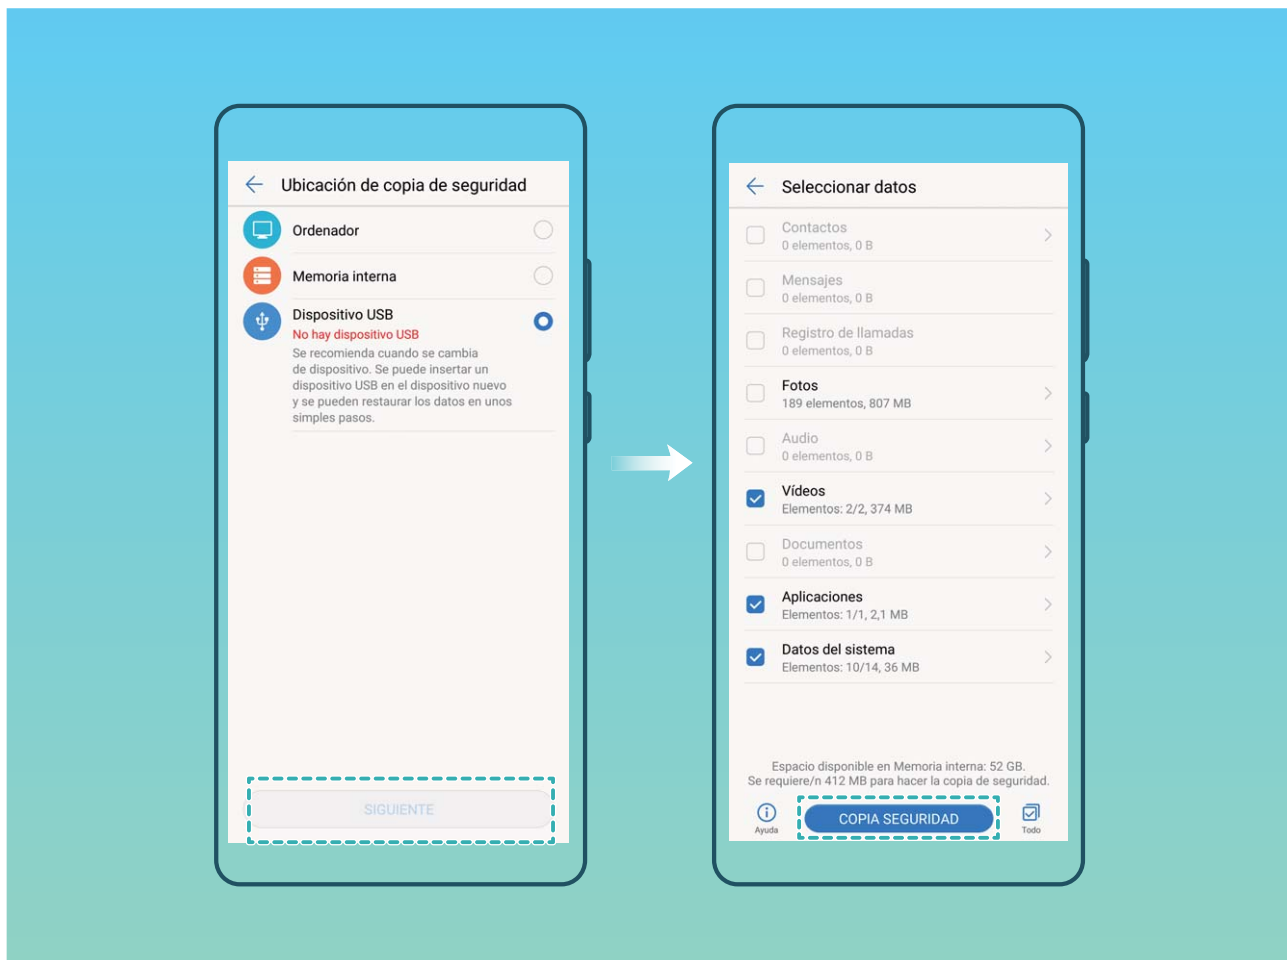 Ubicación de copia de seguridad
Ordenador
Memoria interna
Dispositivo USB
No hay dispositivo USB
Se recomienda cuando se cambia
de dispositivo. Se puede insertar un
dispositivo USB en el dispositivo nuevo
y se pueden restaurar los datos en unos
simples pasos.
SIGUIENTE
Seleccionar datos
Contactos
0 elementos, 0 B
Mensajes
0 elementos, 0 B
Registro de llamadas
0 elementos, 0 B
Fotos
189 elementos, 807 MB
Audio
0 elementos, 0 B
Vídeos
Elementos: 2/2, 374 MB
Documentos
0 elementos, 0 B
Aplicaciones
Elementos: 1/1, 2,1 MB
Datos del sistema
Elementos: 10/14, 36 MB
Espacio disponible en Memoria interna: 52 GB.
Se requiere/n 412 MB para hacer la copia de seguridad.
Ayuda
COPIA SEGURIDAD
Todo